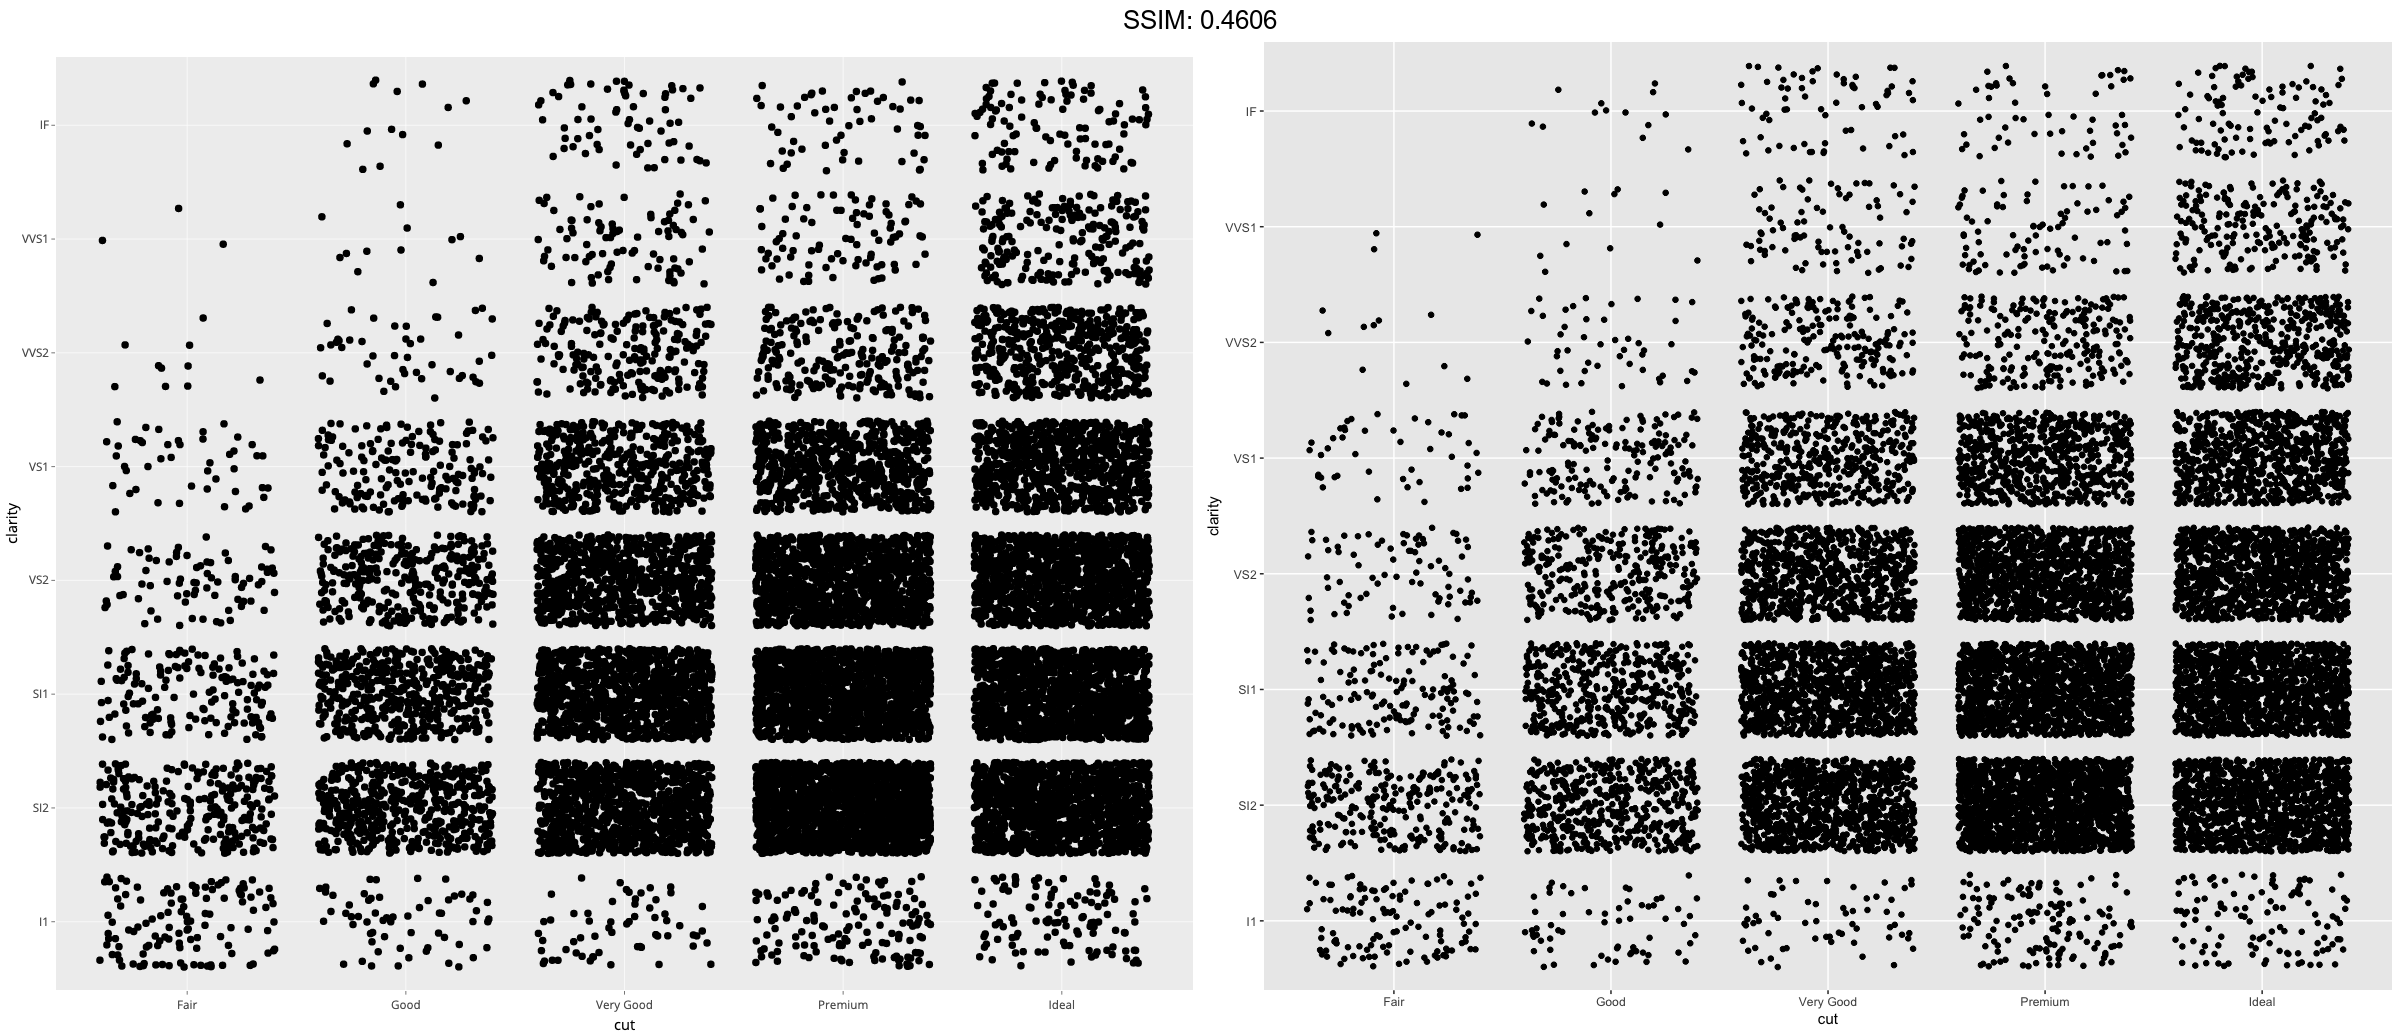 SSIM: 0.4606
clarity
IF
VVS1
VVS2
VS1
VS2
SI1
SI2
I1
Fair Good Very Good Premium Ideal
cut
clarity
IF
VVS1
VVS2
VS1
VS2
SI1
SI2
I1
Fair Good Very Good Premium Ideal
cut